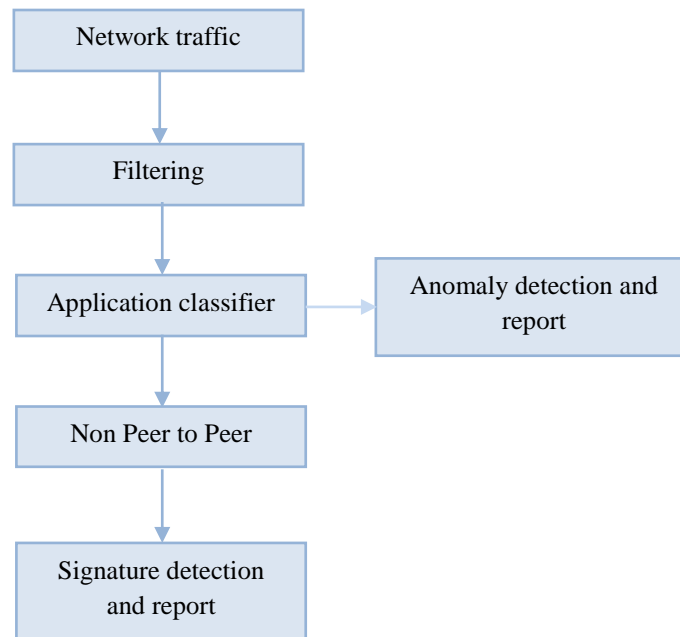 Network traffic
Filtering
Application classifier
Anomaly detection and
report
Non Peer to Peer
Signature detection
and report